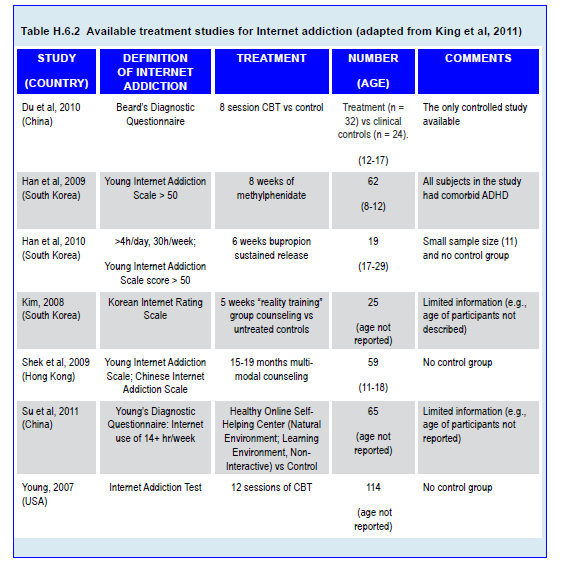 Table H.6.2 Available treatment studies for Internet addiction (adapted from King et al, 2011)
STUDY
(COUNTRY)
DEFINITION
OF INTERNET
ADDICTION
TREATMENT
NUMBER
(AGE)
COMMENTS
Du et al, 2010
(China)
Beard's Diagnostic
Questionnaire
8 session CBT vs control
Treatment (n =
32) vs clinical
controls (n = 24).
(12-17)
The only controlled study
available
Han et al, 2009
(South Korea)
Young Internet Addiction
Scale > 50
8 weeks of
methylphenidate
62
(8-12)
All subjects in the study
had comorbid ADHD
Han et al, 2010
(South Korea)
>4h/day, 30h/week;
Young Internet Addiction
Scale score > 50
6 weeks bupropion
sustained release
19
(17-29)
Small sample size (11)
and no control group
Kim, 2008
(South Korea)
Korean Internet Rating
Scale
5 weeks “reality training”
group counseling vs
untreated controls
25
(age not
reported)
Limited information (e.g.,
age of participants not
described)
Shek et al, 2009
(Hong Kong)
Young Internet Addiction
Scale; Chinese Internet
Addiction Scale
15-19 months multi-
modal counseling
59
(11-18)
No control group
Su et al, 2011
(China)
Young's Diagnostic
Questionnaire: Internet
use of 14+ hr/week
Healthy Online Self-
Helping Center (Natural
Environment; Learning
Environment, Non-
Interactive) vs Control
65
(age not
reported)
Limited information (e.g.,
age of participants not
reported)
Young, 2007
(USA)
Internet Addiction Test
12 sessions of CBT
114
(age not
reported)
No control group